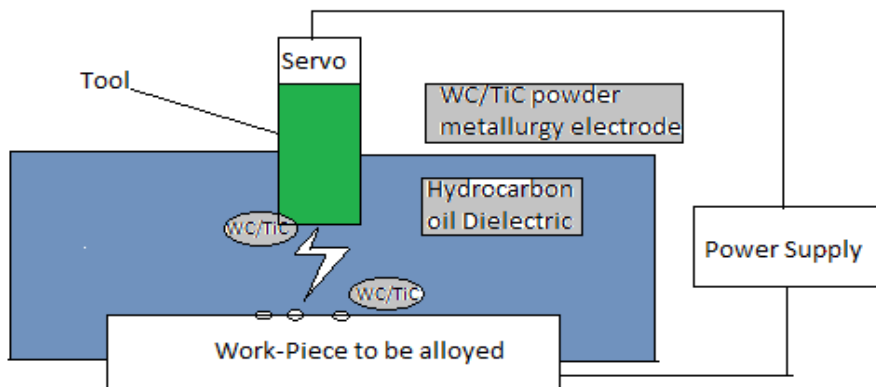 Servo
Tool
WC/TiC powder
metallurgy electrode
Hydrocarbon
oil Dielectric
WC/TiC
Power Supply
WC/TiC
Work-Piece to be alloyed